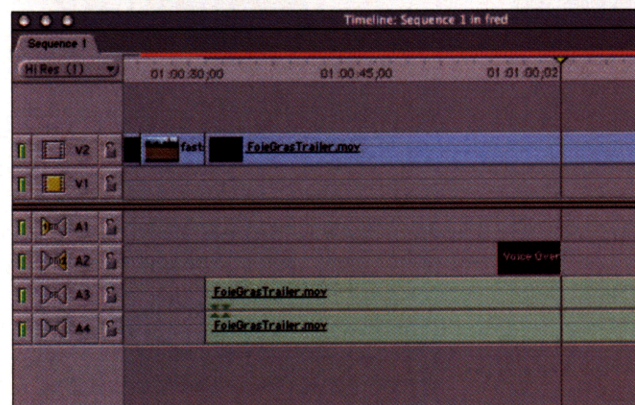 Timeline: Sequence 1 in fred
Sequence 1
Hi Res (1)
01:00:30;00 01:00:45;00 01:01:00;02
V2 fast FoieGrasTrailer.mov
V1
A1
A2 Voice Over
A3 FoieGrasTrailer.mov
A4 FoieGrasTrailer.mov